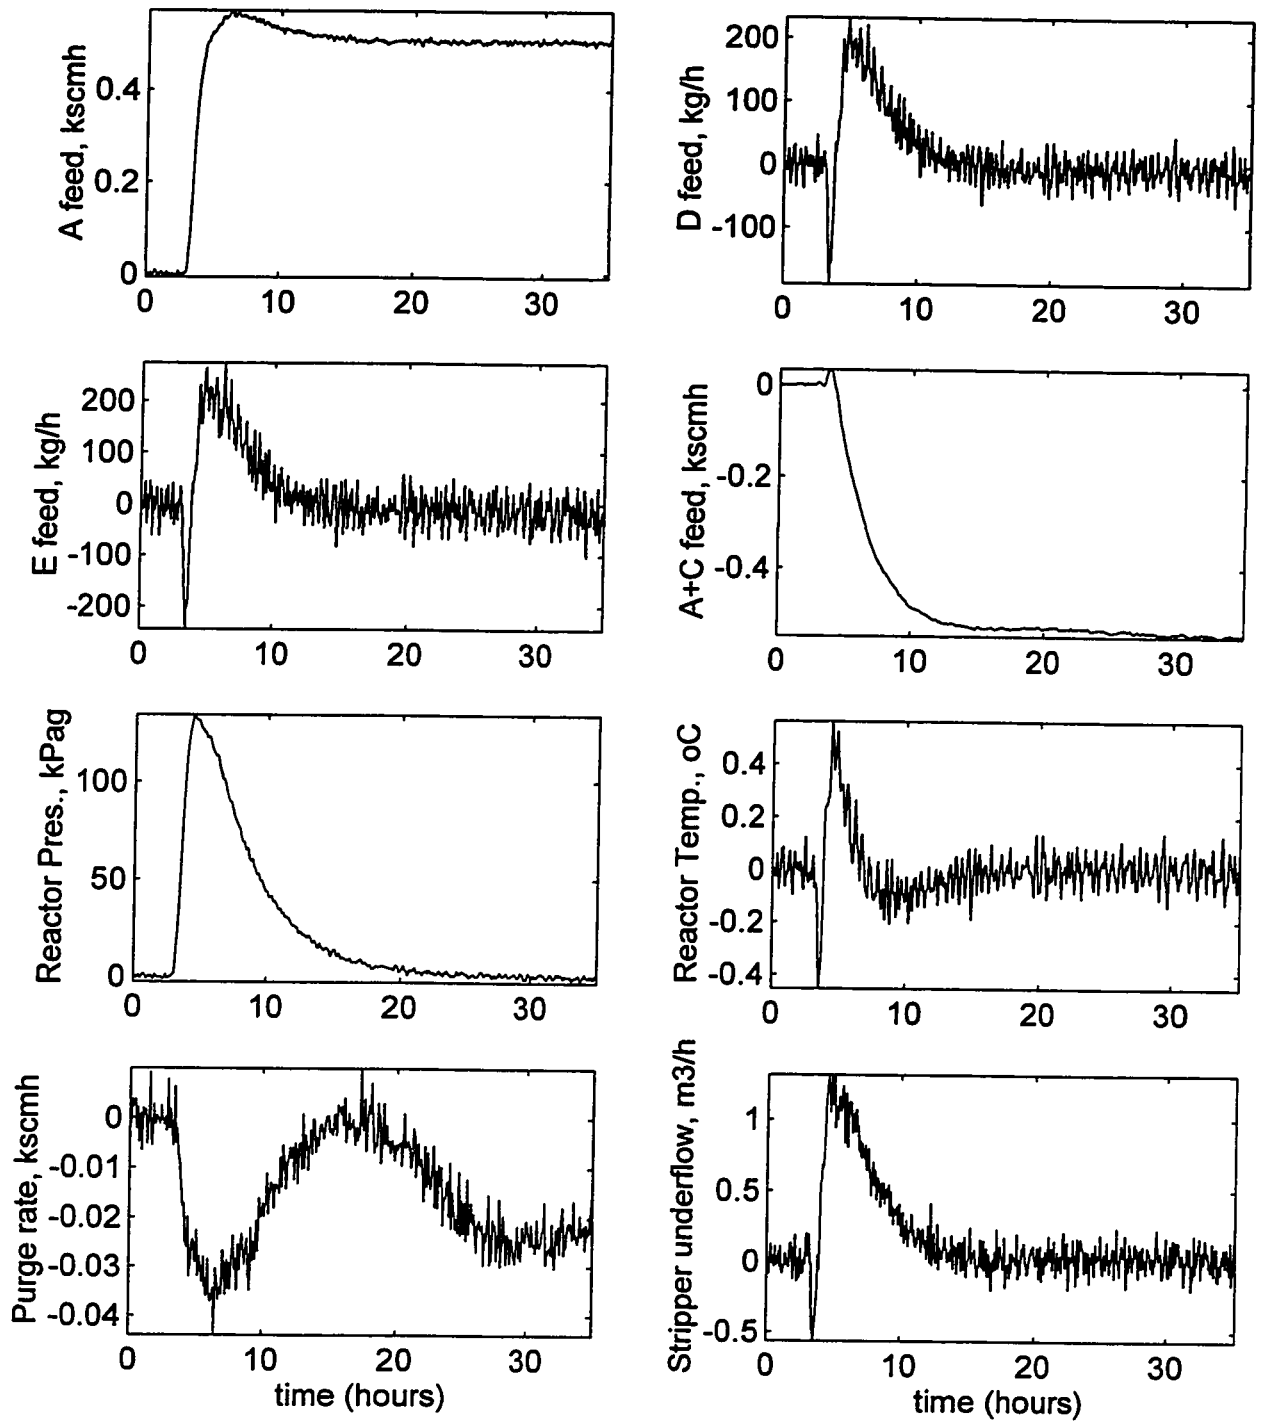 A feed, kscmh
0.4
0.2
0
0 10 20 30
D feed, kg/h
200
100
0
-100
0 10 20 30
E feed, kg/h
200
100
0
-100
-200
0 10 20 30
A+C feed, kscmh
0
-0.2
-0.4
0 10 20 30
Reactor Pres., kPag
100
50
0
0 10 20 30
Reactor Temp., oC
0.4
0.2
0
-0.2
-0.4
0 10 20 30
Purge rate, kscmh
0
-0.01
-0.02
-0.03
-0.04
0 10 20 30
time (hours)
Stripper underflow, m3/h
1
0.5
0
-0.5
0 10 20 30
time (hours)